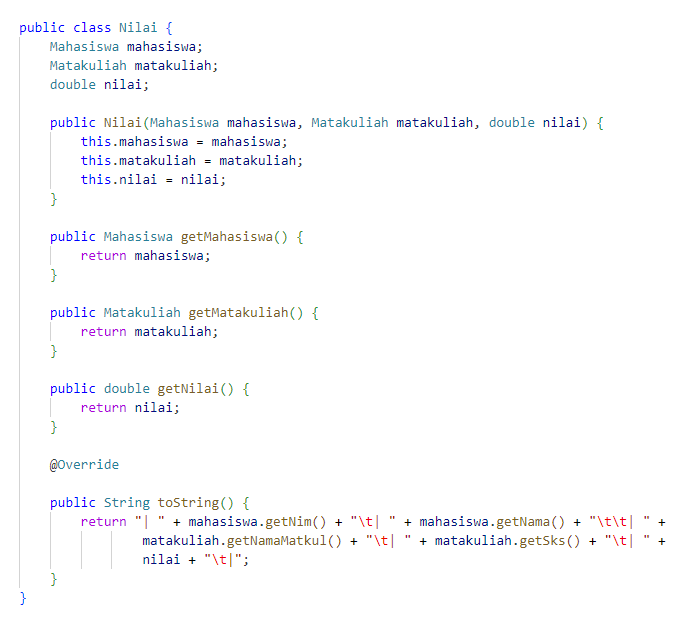 public class Nilai {
    Mahasiswa mahasiswa;
    Matakuliah matakuliah;
    double nilai;

    public Nilai(Mahasiswa mahasiswa, Matakuliah matakuliah, double nilai) {
        this.mahasiswa = mahasiswa;
        this.matakuliah = matakuliah;
        this.nilai = nilai;
    }

    public Mahasiswa getMahasiswa() {
        return mahasiswa;
    }

    public Matakuliah getMatakuliah() {
        return matakuliah;
    }

    public double getNilai() {
        return nilai;
    }

    @Override

    public String toString() {
        return "| " + mahasiswa.getNim() + "\t| " + mahasiswa.getNama() + "\t\t| " +
                matakuliah.getNamaMatkul() + "\t| " + matakuliah.getSks() + "\t| " +
                nilai + "\t|";
    }
}